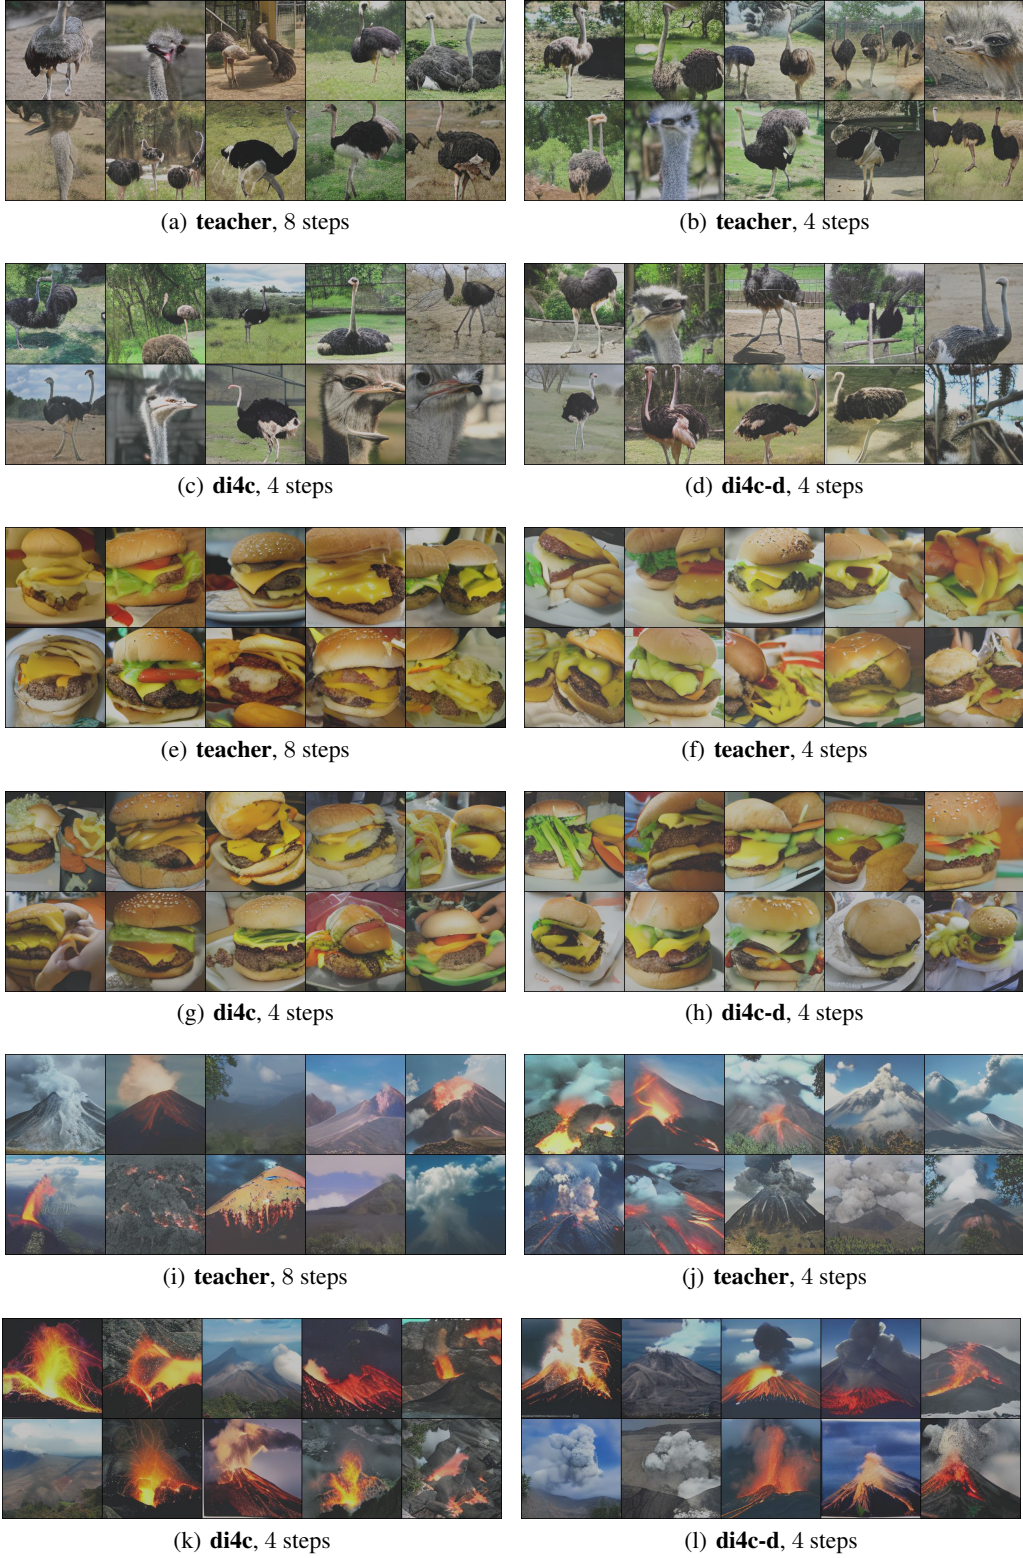 (a) teacher, 8 steps
(b) teacher, 4 steps
(c) di4c, 4 steps
(d) di4c-d, 4 steps
(e) teacher, 8 steps
(f) teacher, 4 steps
(g) di4c, 4 steps
(h) di4c-d, 4 steps
(i) teacher, 8 steps
(j) teacher, 4 steps
(k) di4c, 4 steps
(l) di4c-d, 4 steps